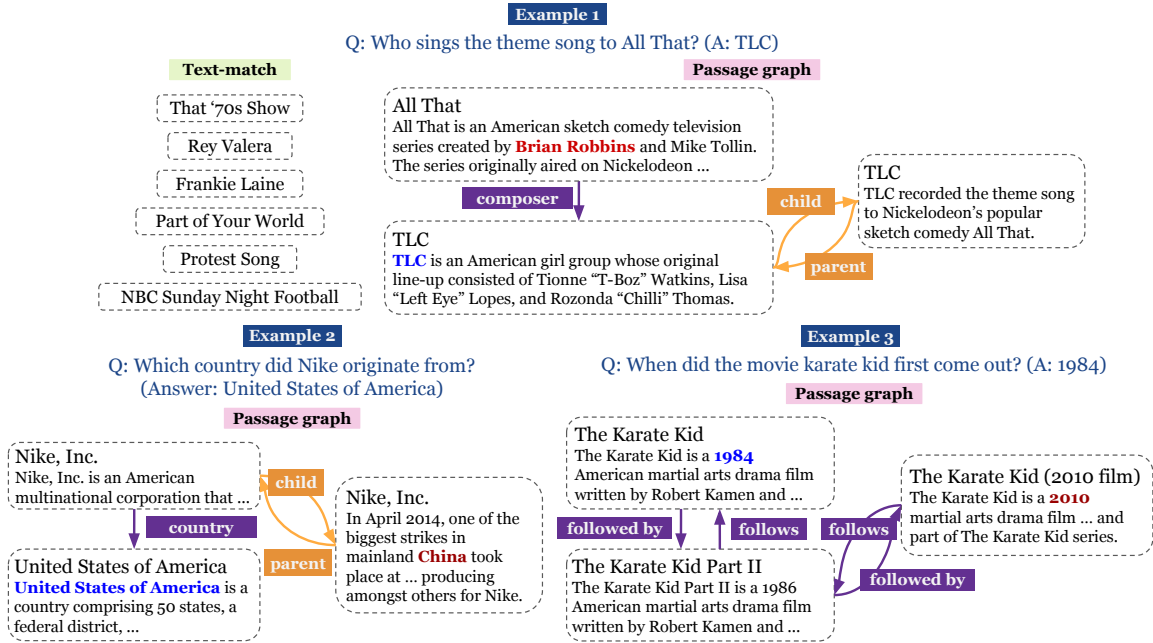 Example 1
Q: Who sings the theme song to All That? (A: TLC)
Text-match
That ‘70s Show
Rey Valera
Frankie Laine
Part of Your World
Protest Song
NBC Sunday Night Football
Passage graph
All That
All That is an American sketch comedy television
series created by Brian Robbins and Mike Tollin.
The series originally aired on Nickelodeon ...
composer
TLC
TLC is an American girl group whose original
line-up consisted of Tionne “T-Boz” Watkins, Lisa
“Left Eye” Lopes, and Rozonda “Chilli” Thomas.
child
parent
TLC
TLC recorded the theme song
to Nickelodeon’s popular
sketch comedy All That.
Example 2
Q: Which country did Nike originate from?
(Answer: United States of America)
Passage graph
Nike, Inc.
Nike, Inc. is an American
multinational corporation that ...
child
country
parent
United States of America
United States of America is a
country comprising 50 states, a
federal district, ...
Nike, Inc.
In April 2014, one of the
biggest strikes in
mainland China took
place at ... producing
amongst others for Nike.
Example 3
Q: When did the movie karate kid first come out? (A: 1984)
Passage graph
The Karate Kid
The Karate Kid is a 1984
American martial arts drama film
written by Robert Kamen and ...
followed by
follows
The Karate Kid Part II
The Karate Kid Part II is a 1986
American martial arts drama film
written by Robert Kamen and ...
follows
followed by
The Karate Kid (2010 film)
The Karate Kid is a 2010
martial arts drama film ... and
part of The Karate Kid series.